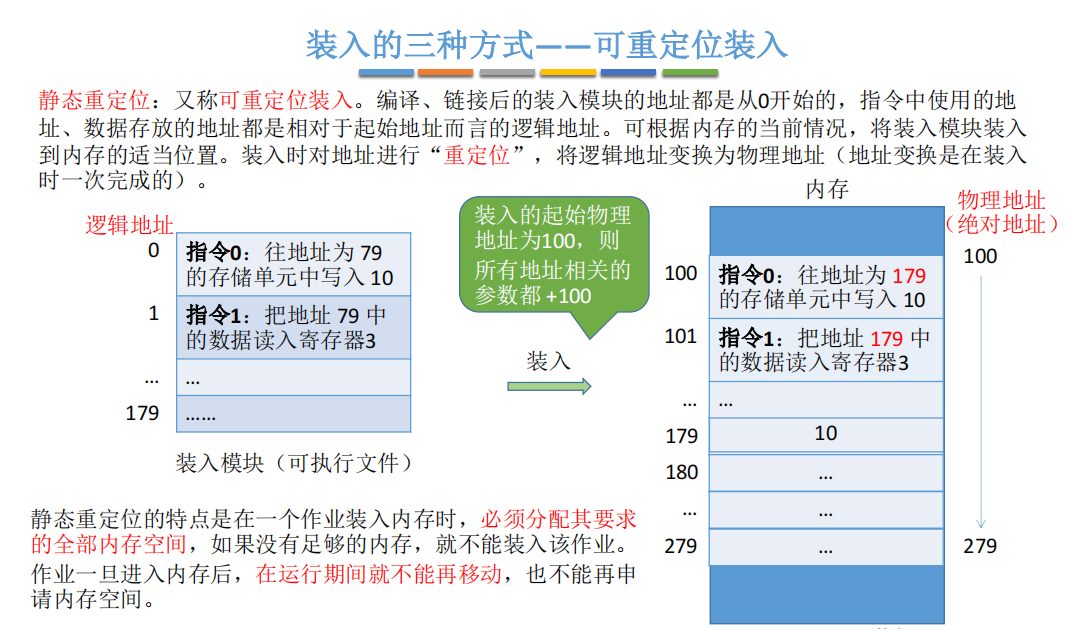 装入的三种方式——可重定位装入
静态重定位：又称可重定位装入。编译、链接后的装入模块的地址都是从0开始的，指令中使用的地
址、数据存放的地址都是相对于起始地址而言的逻辑地址。可根据内存的当前情况，将装入模块装入
到内存的适当位置。装入时对地址进行“重定位”，将逻辑地址变换为物理地址（地址变换是在装入
时一次完成的）。
逻辑地址
0
指令0：往地址为 79
的存储单元中写入 10
1
指令1：把地址 79 中
的数据读入寄存器3
...
...
179
……
装入模块（可执行文件）
装入的起始物理
地址为100，则
所有地址相关的
参数都 +100
装入
内存
物理地址
（绝对地址）
100
指令0：往地址为 179
的存储单元中写入 10
100
101
指令1：把地址 179 中
的数据读入寄存器3
...
...
179
10
180
...
...
...
279
...
279
静态重定位的特点是在一个作业装入内存时，必须分配其要求
的全部内存空间，如果没有足够的内存，就不能装入该作业。
作业一旦进入内存后，在运行期间就不能再移动，也不能再申
请内存空间。